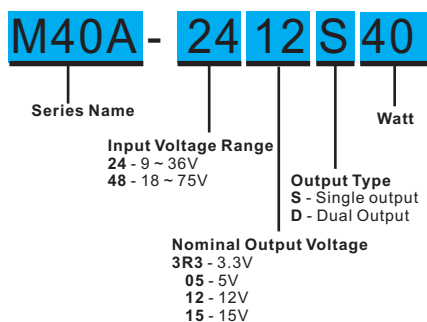 M40A - 24 12 S 40
Series Name
Watt
Input Voltage Range
24 - 9 ~ 36V
48 - 18 ~ 75V
Output Type
S - Single output
D - Dual Output
Nominal Output Voltage
3R3 - 3.3V
05 - 5V
12 - 12V
15 - 15V